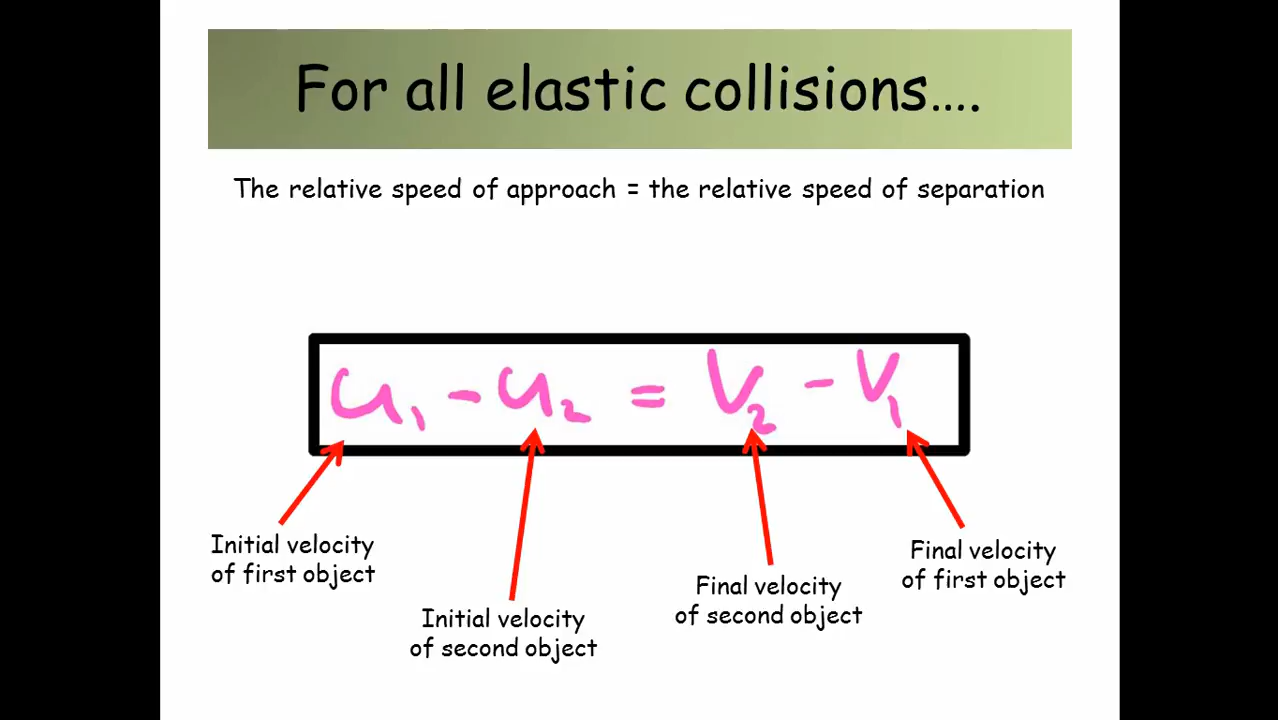 For all elastic collisions....
The relative speed of approach = the relative speed of separation
u₁ - u₂ = v₂ - v₁
Initial velocity
of first object
Initial velocity
of second object
Final velocity
of second object
Final velocity
of first object